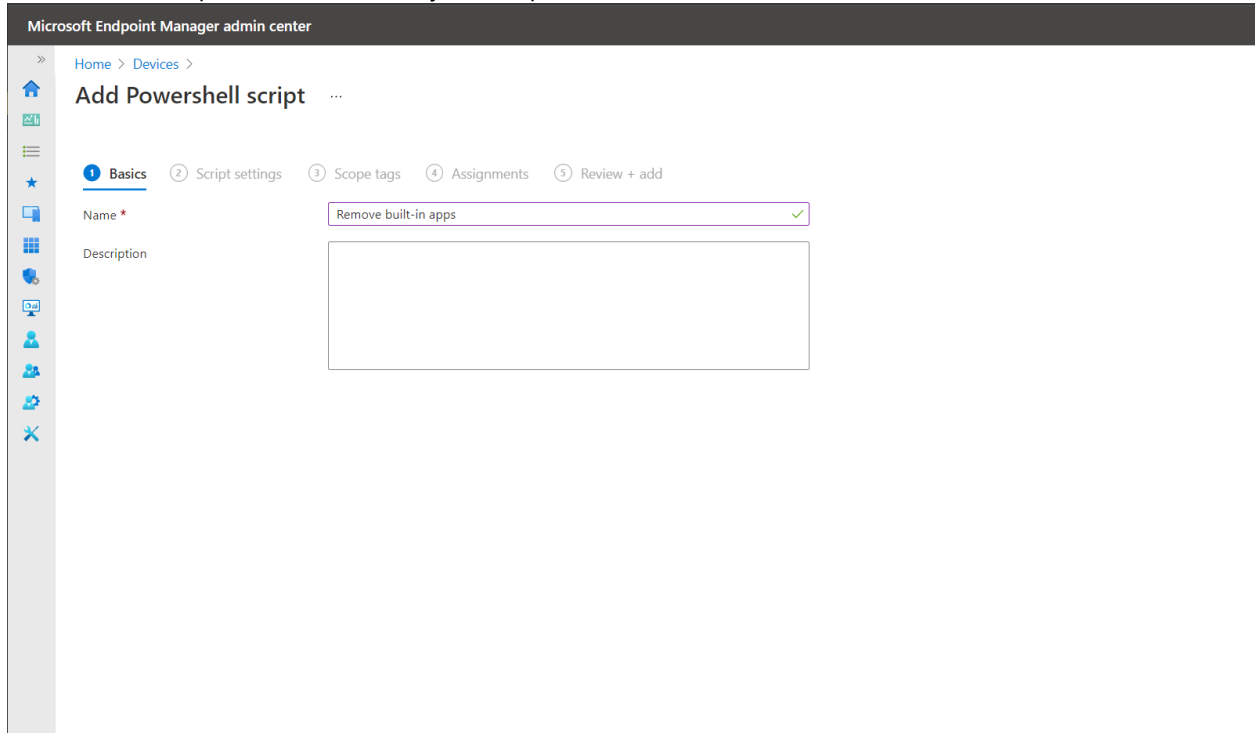 Microsoft Endpoint Manager admin center
Home > Devices >
Add Powershell script ...
1 Basics 2 Script settings 3 Scope tags 4 Assignments 5 Review + add
Name * Remove built-in apps
Description